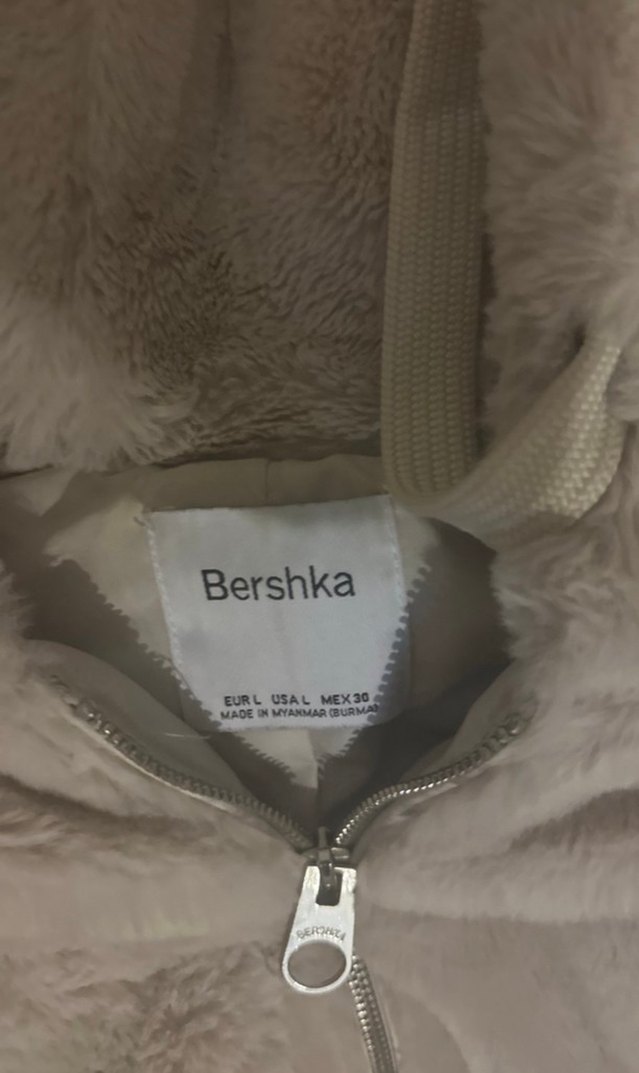 Bershka
EUR L USA L MEX 30
MADE IN MYANMAR (BURMA)
BERSHKA